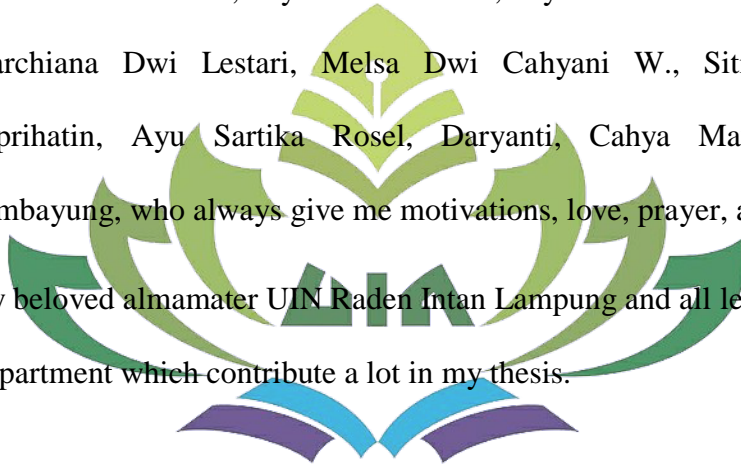 archiana Dwi Lestari, Melsa Dwi Cahyani W., Siti
prihatin, Ayu Sartika Rosel, Daryanti, Cahya Ma
mbayung, who always give me motivations, love, prayer, a
y beloved almamater UIN Raden Intan Lampung and all le
partment which contribute a lot in my thesis.
UIN